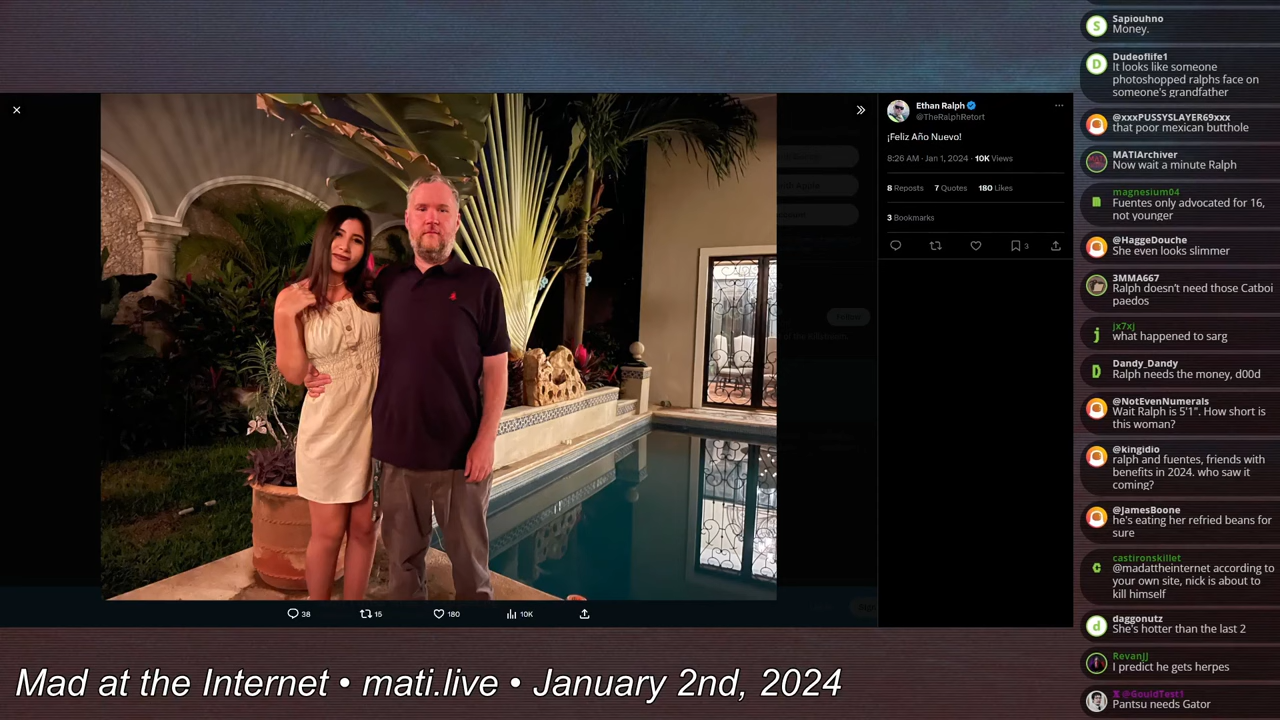 Ethan Ralph
@TheRalphRetort
¡Feliz Año Nuevo!
8:26 AM · Jan 1, 2024 · 10K Views
8 Reposts 7 Quotes 180 Likes
3 Bookmarks
3
38 15 180 10K
Mad at the Internet • mati.live • January 2nd, 2024
S
Sapiouhno
Money.
D
Dudeoflife1
It looks like someone
photoshopped ralphs face on
someone's grandfather
@xxxPUSSYSLAYER69xxx
that poor mexican butthole
MATIArchiver
Now wait a minute Ralph
m
magnesium04
Fuentes only advocated for 16,
not younger
@HaggeDouche
She even looks slimmer
3MMA667
Ralph doesn't need those Catboi
paedos
j
jx7xj
what happened to sarg
D
Dandy_Dandy
Ralph needs the money, d00d
@NotEvenNumerals
Wait Ralph is 5'1". How short is
this woman?
@kingidio
ralph and fuentes, friends with
benefits in 2024. who saw it
coming?
@JamesBoone
he's eating her refried beans for
sure
c
castironskillet
@madattheinternet according to
your own site, nick is about to
kill himself
d
daggonutz
She's hotter than the last 2
RevanJJ
I predict he gets herpes
X @GouldTest1
Pantsu needs Gator